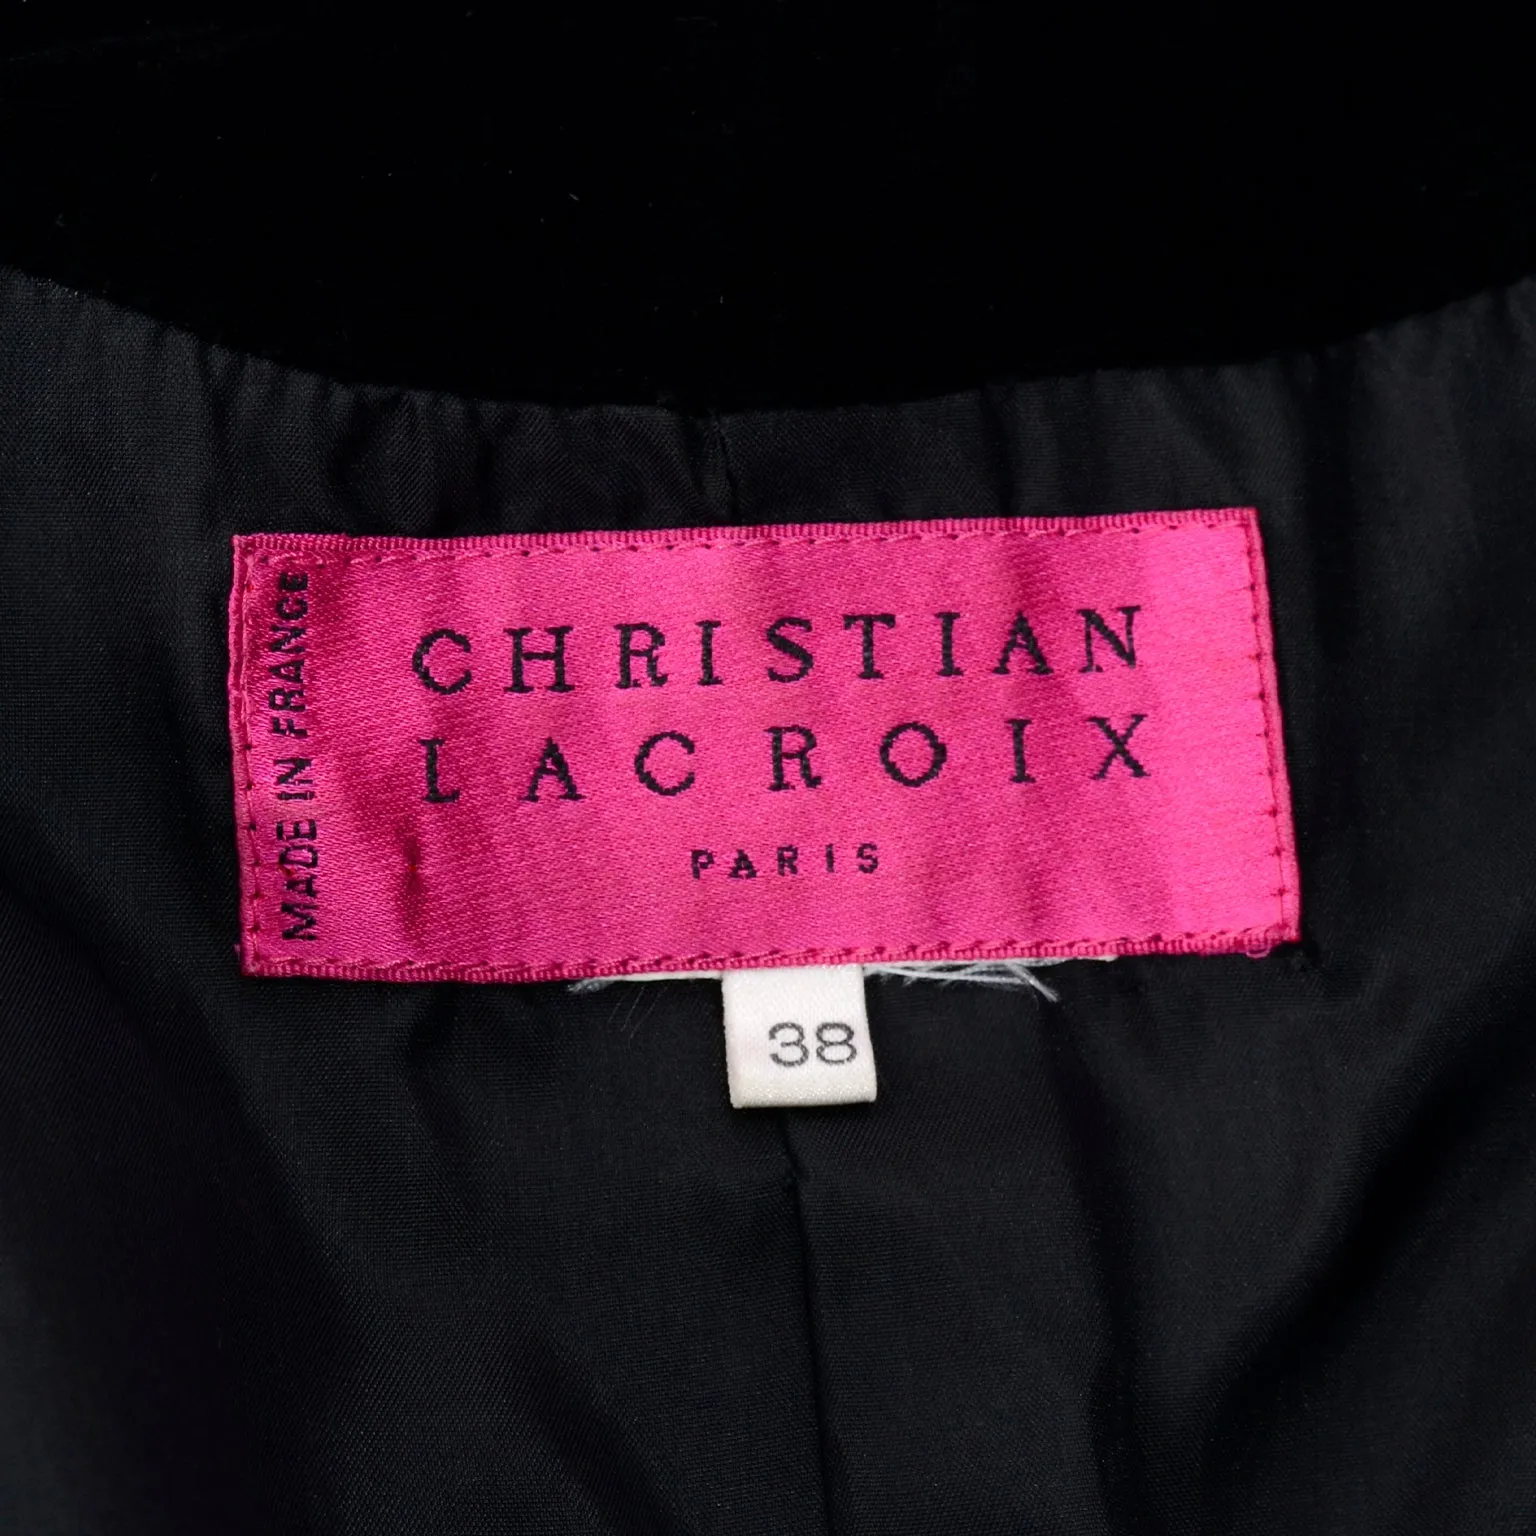 MADE IN FRANCE
CHRISTIAN
LACROIX
PARIS
38